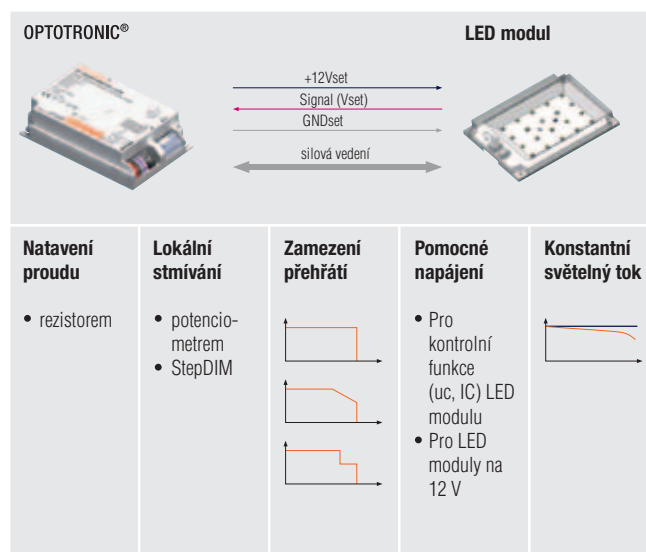 OPTOTRONIC®
LED modul
+12Vset
Signal (Vset)
GNDset
silová vedení
Natavení
proudu
• rezistorem
Lokální
stmívání
• potencio-
metrem
• StepDIM
Zamezení
přehřátí
Pomocné
napájení
• Pro
kontrolní
funkce
(uc, IC) LED
modulu
• Pro LED
moduly na
12 V
Konstantní
světelný tok